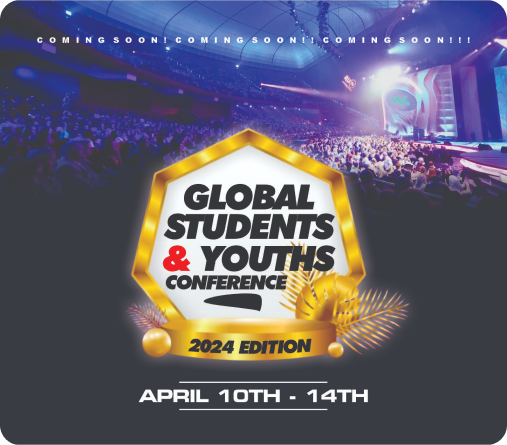 COMING SOON! COMING SOON!! COMING SOON!!!
GLOBAL
STUDENTS
& YOUTHS
CONFERENCE
2024 EDITION
APRIL 10TH - 14TH